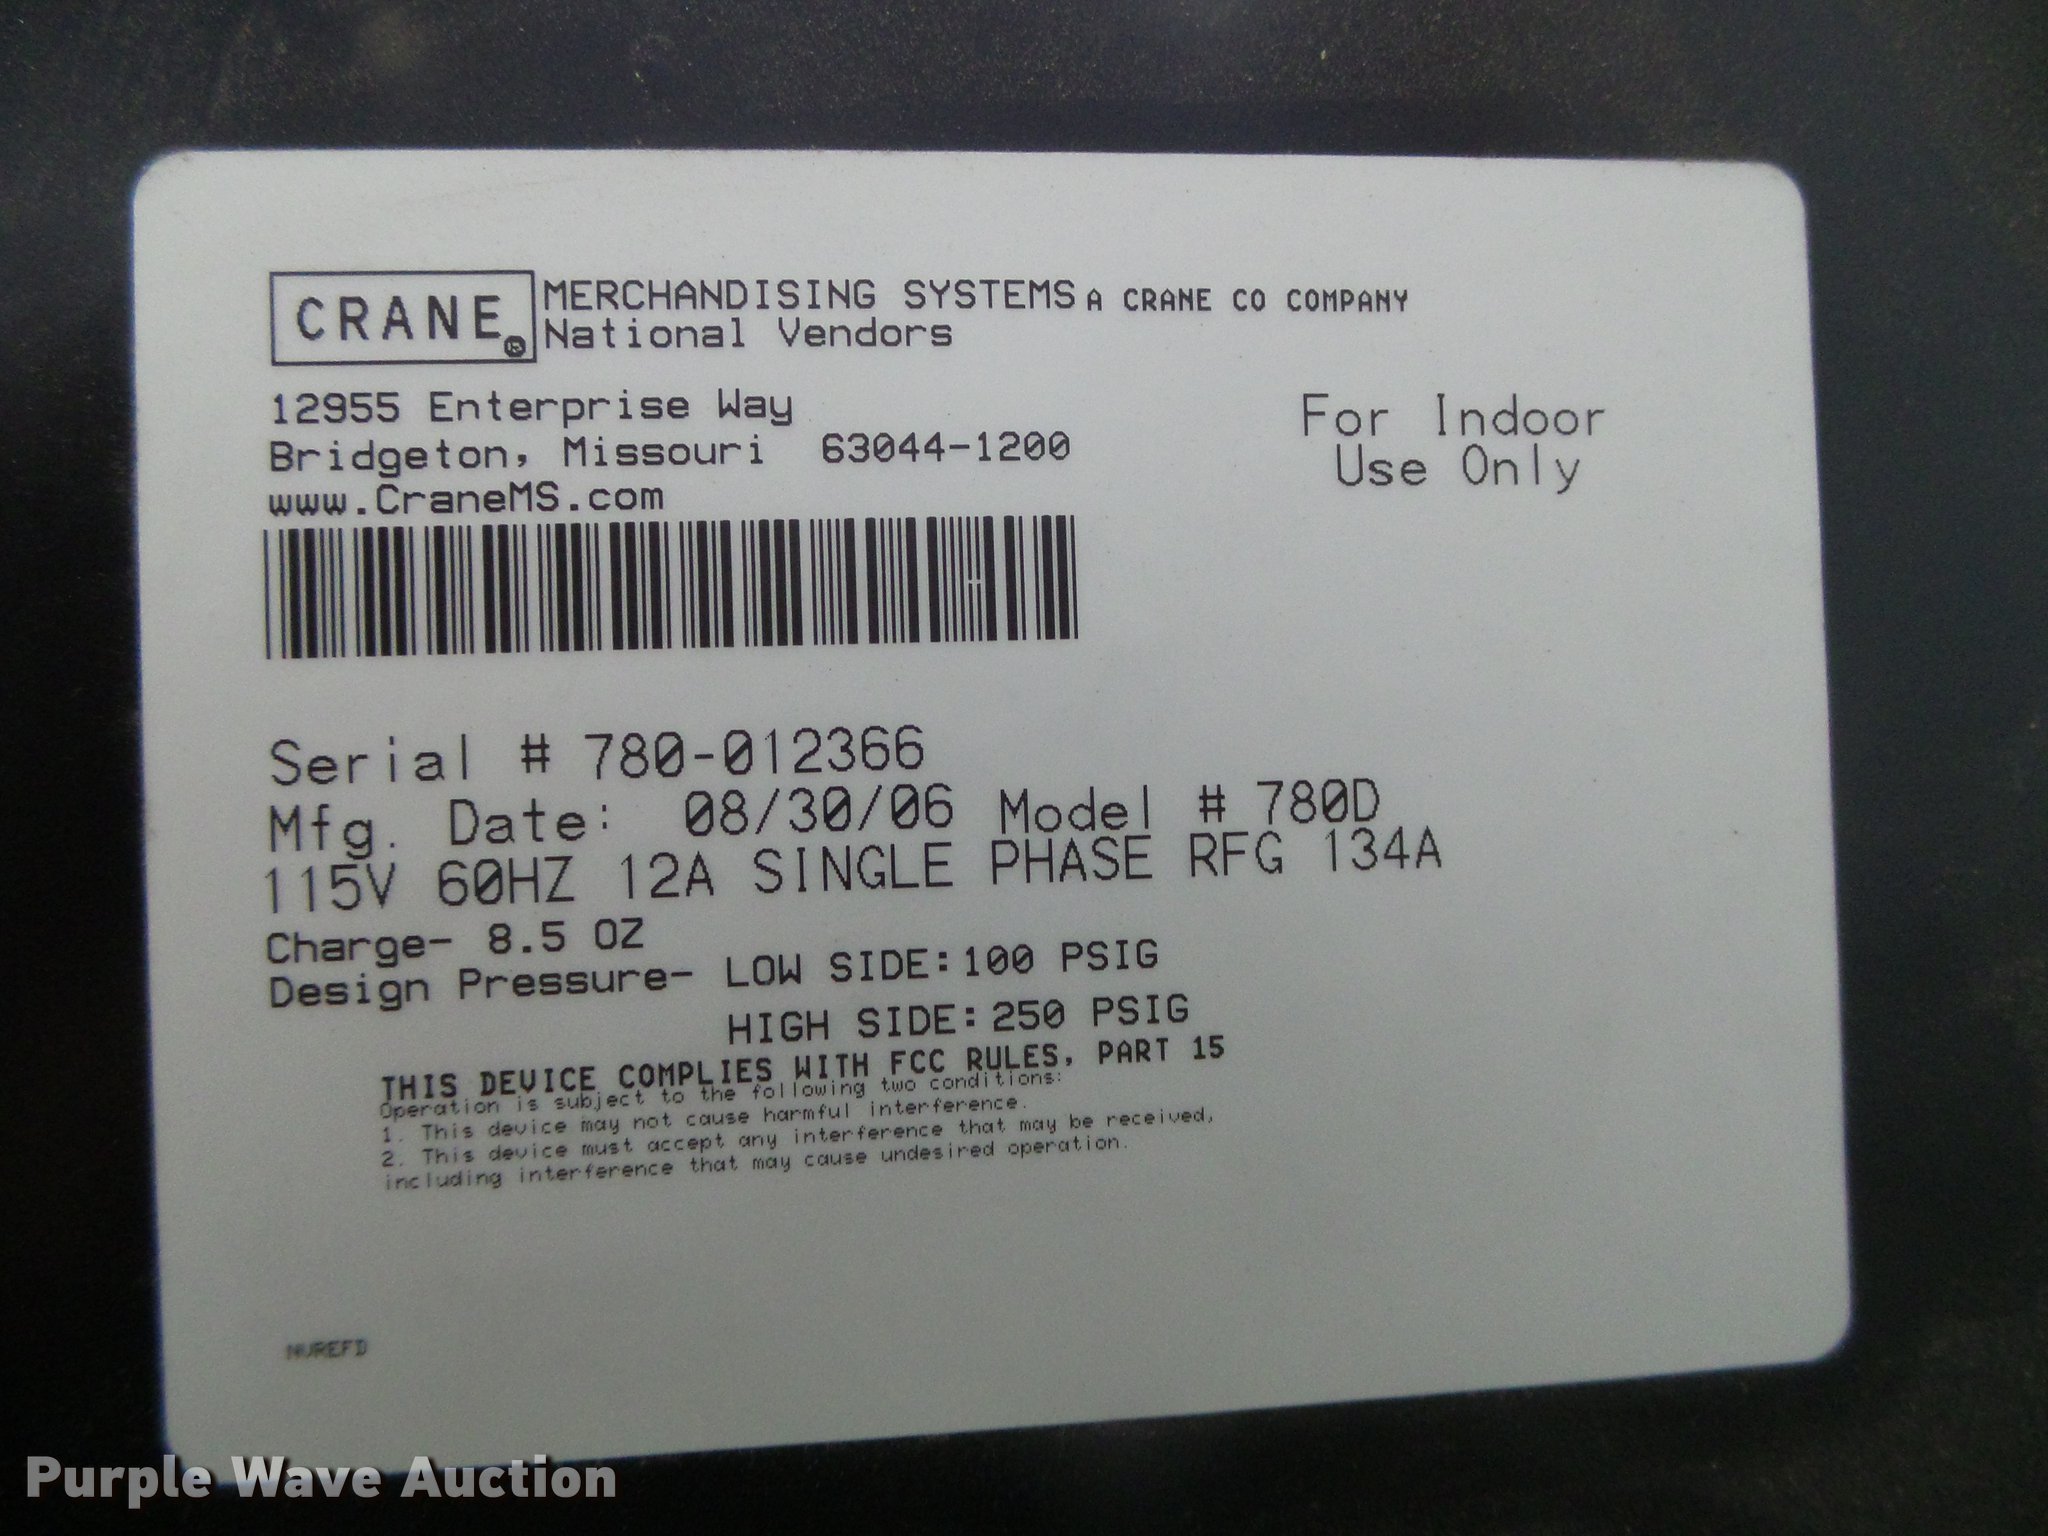 CRANE® MERCHANDISING SYSTEMS A CRANE CO COMPANY
National Vendors
12955 Enterprise Way
Bridgeton, Missouri 63044-1200
www.CraneMS.com
For Indoor
Use Only
Serial # 780-012366
Mfg. Date: 08/30/06 Model # 780D
115V 60HZ 12A SINGLE PHASE RFG 134A
Charge- 8.5 OZ
Design Pressure- LOW SIDE: 100 PSIG
HIGH SIDE: 250 PSIG
THIS DEVICE COMPLIES WITH FCC RULES, PART 15
Operation is subject to the following two conditions:
1. This device may not cause harmful interference.
2. This device must accept any interference that may be received,
including interference that may cause undesired operation.
NVREFD
Purple Wave Auction